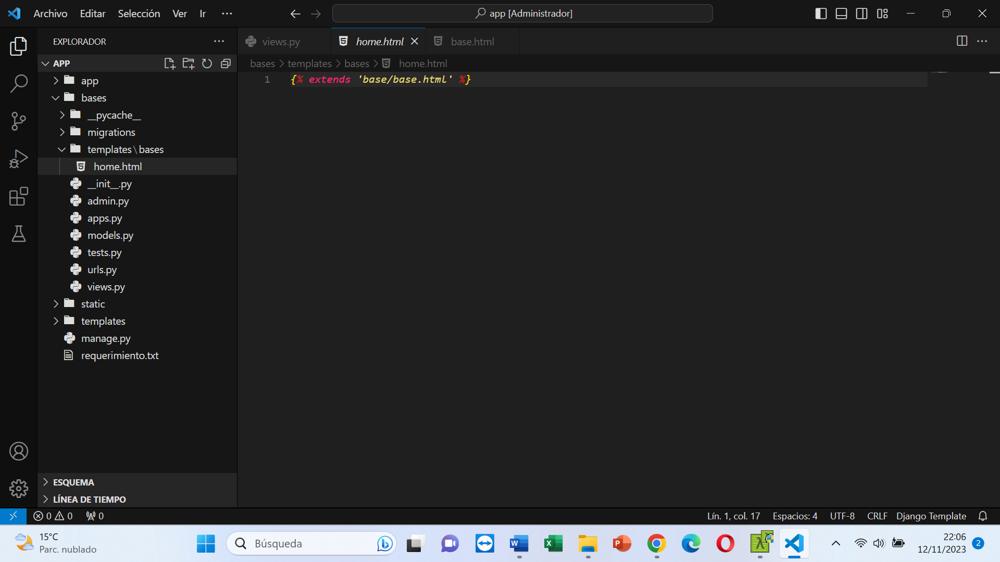 Archivo Editar Selección Ver Ir ··· app [Administrador]
EXPLORADOR ···
views.py home.html base.html ···
APP
bases > templates > bases > home.html
1 {% extends 'base/base.html' %}
app
bases
__pycache__
migrations
templates\bases
home.html
__init__.py
admin.py
apps.py
models.py
tests.py
urls.py
views.py
static
templates
manage.py
requerimiento.txt
ESQUEMA
LÍNEA DE TIEMPO
0 0 0 Lín. 1, col. 17 Espacios: 4 UTF-8 CRLF Django Template
15°C
Parc. nublado
Búsqueda
22:06
12/11/2023
2